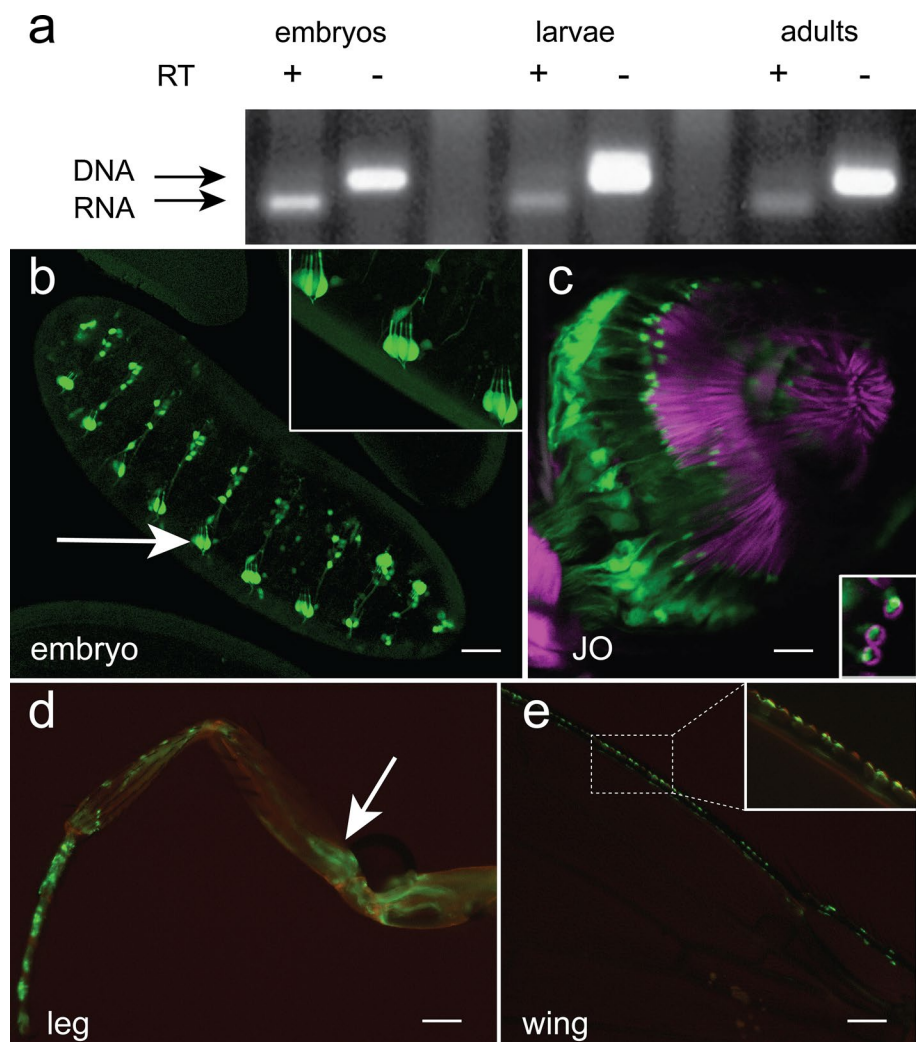 a
embryos larvae adults
RT + - + - + -
DNA
RNA
b
embryo
c
JO
d
leg
e
wing